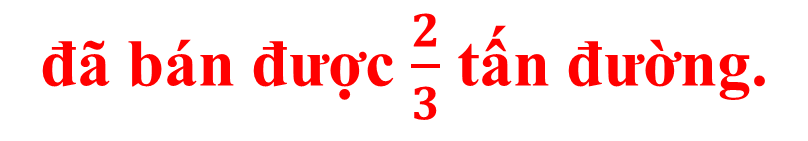 đã bán được 2/3 tấn đường.